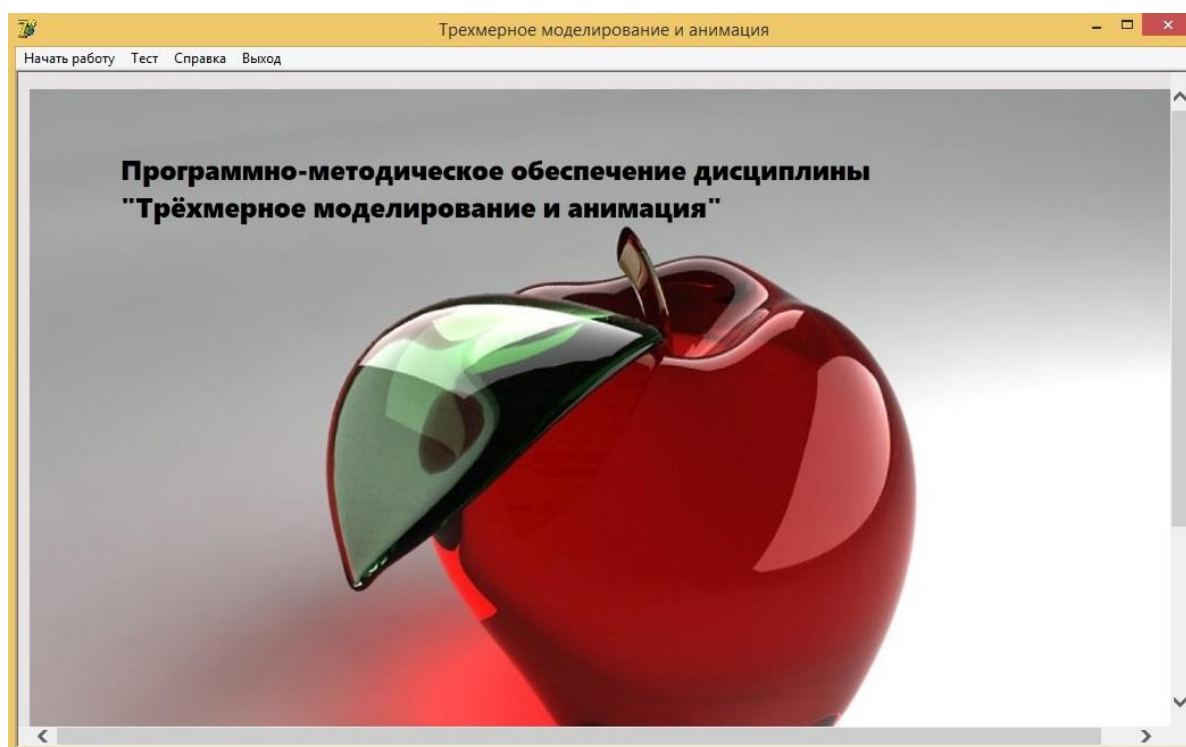 Трехмерное моделирование и анимация
Начать работу Тест Справка Выход
Программно-методическое обеспечение дисциплины
"Трёхмерное моделирование и анимация"